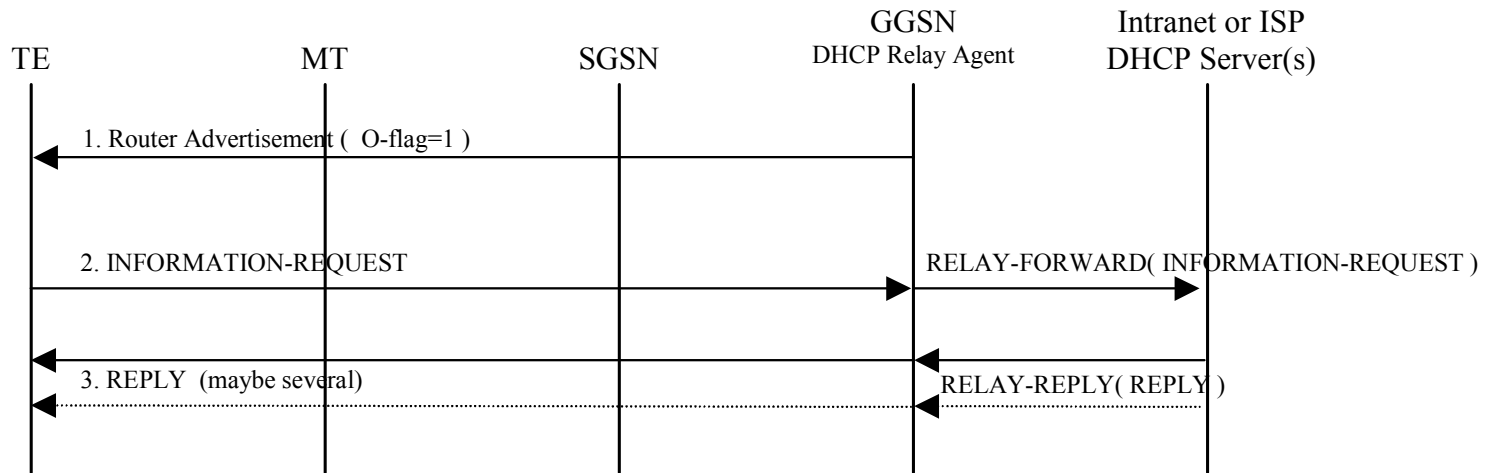 TE
MT
SGSN
GGSN
DHCP Relay Agent
Intranet or ISP
DHCP Server(s)
1. Router Advertisement ( O-flag=1 )
2. INFORMATION-REQUEST
RELAY-FORWARD( INFORMATION-REQUEST )
3. REPLY (maybe several)
RELAY-REPLY( REPLY )